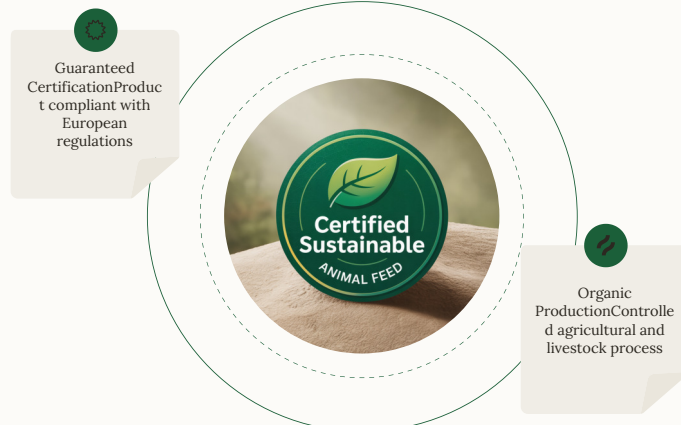 Guaranteed
CertificationProduc
t compliant with
European
regulations
Certified
Sustainable
ANIMAL FEED
Organic
ProductionControlle
d agricultural and
livestock process